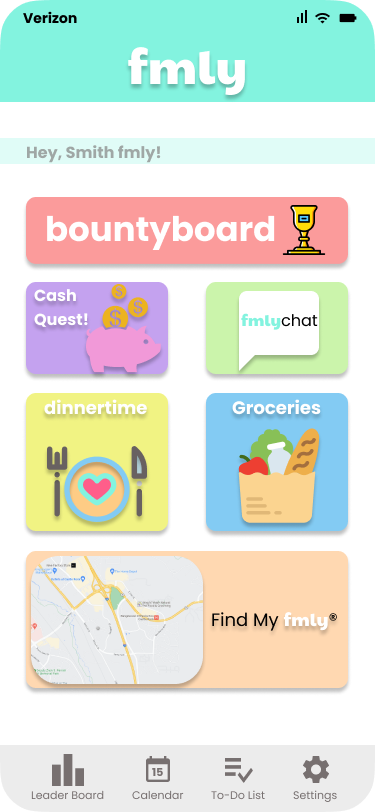 Verizon
fmly
Hey, Smith fmly!
bountyboard
Cash
Quest!
$
$
fmlychat
dinnertime
Groceries
Find My fmly®
15
Leader Board
Calendar
To-Do List
Settings